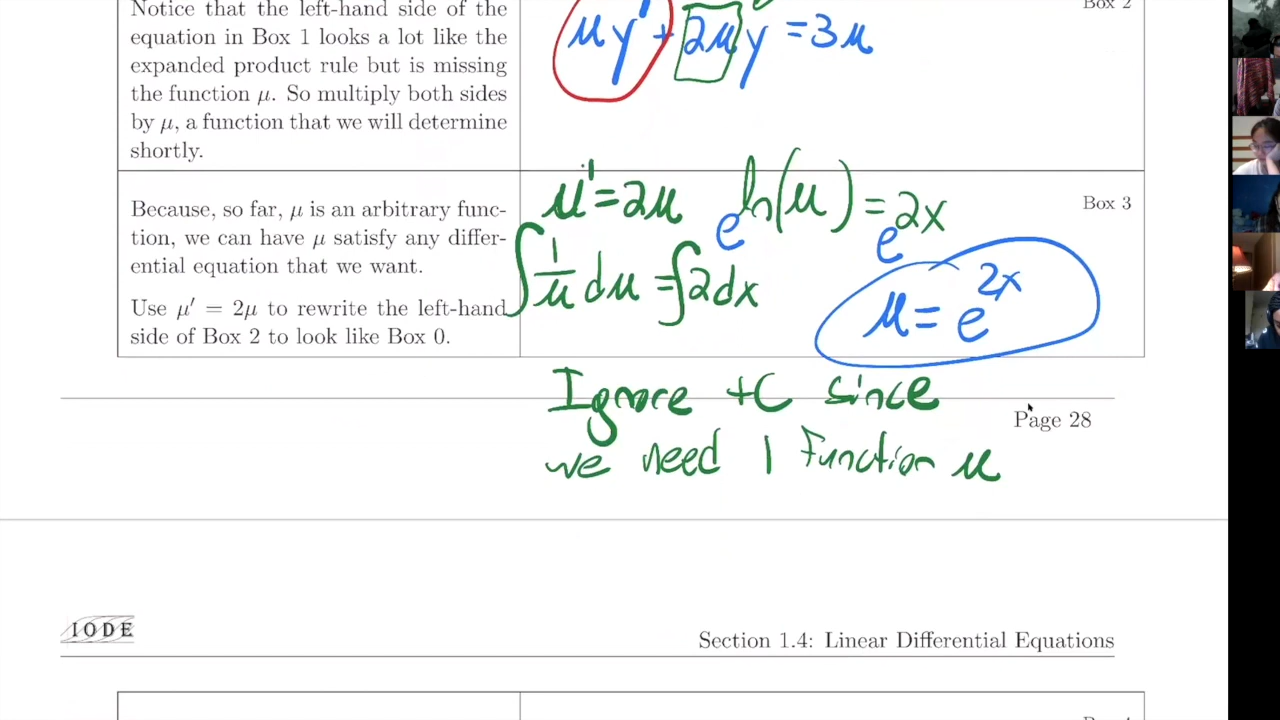 Notice that the left-hand side of the
equation in Box 1 looks a lot like the
expanded product rule but is missing
the function μ. So multiply both sides
by μ, a function that we will determine
shortly.
Box 2
μy' + 2μy = 3μ
Because, so far, μ is an arbitrary func-
tion, we can have μ satisfy any differ-
ential equation that we want.
Use μ′ = 2μ to rewrite the left-hand
side of Box 2 to look like Box 0.
μ' = 2μ
∫ 1/μ dμ = ∫ 2dx
e ln(μ) = e 2x
μ = e^2x
Box 3
Ignore +C since
we need 1 function μ
Page 28
IODE
Section 1.4: Linear Differential Equations